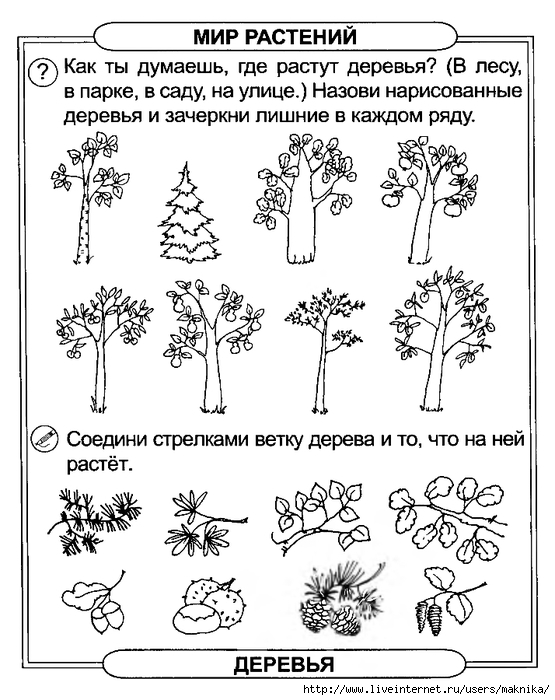 МИР РАСТЕНИЙ
? Как ты думаешь, где растут деревья? (В лесу,
в парке, в саду, на улице.) Назови нарисованные
деревья и зачеркни лишние в каждом ряду.
Соедини стрелками ветку дерева и то, что на ней
растёт.
ДЕРЕВЬЯ
http://www.liveinternet.ru/users/maknika/